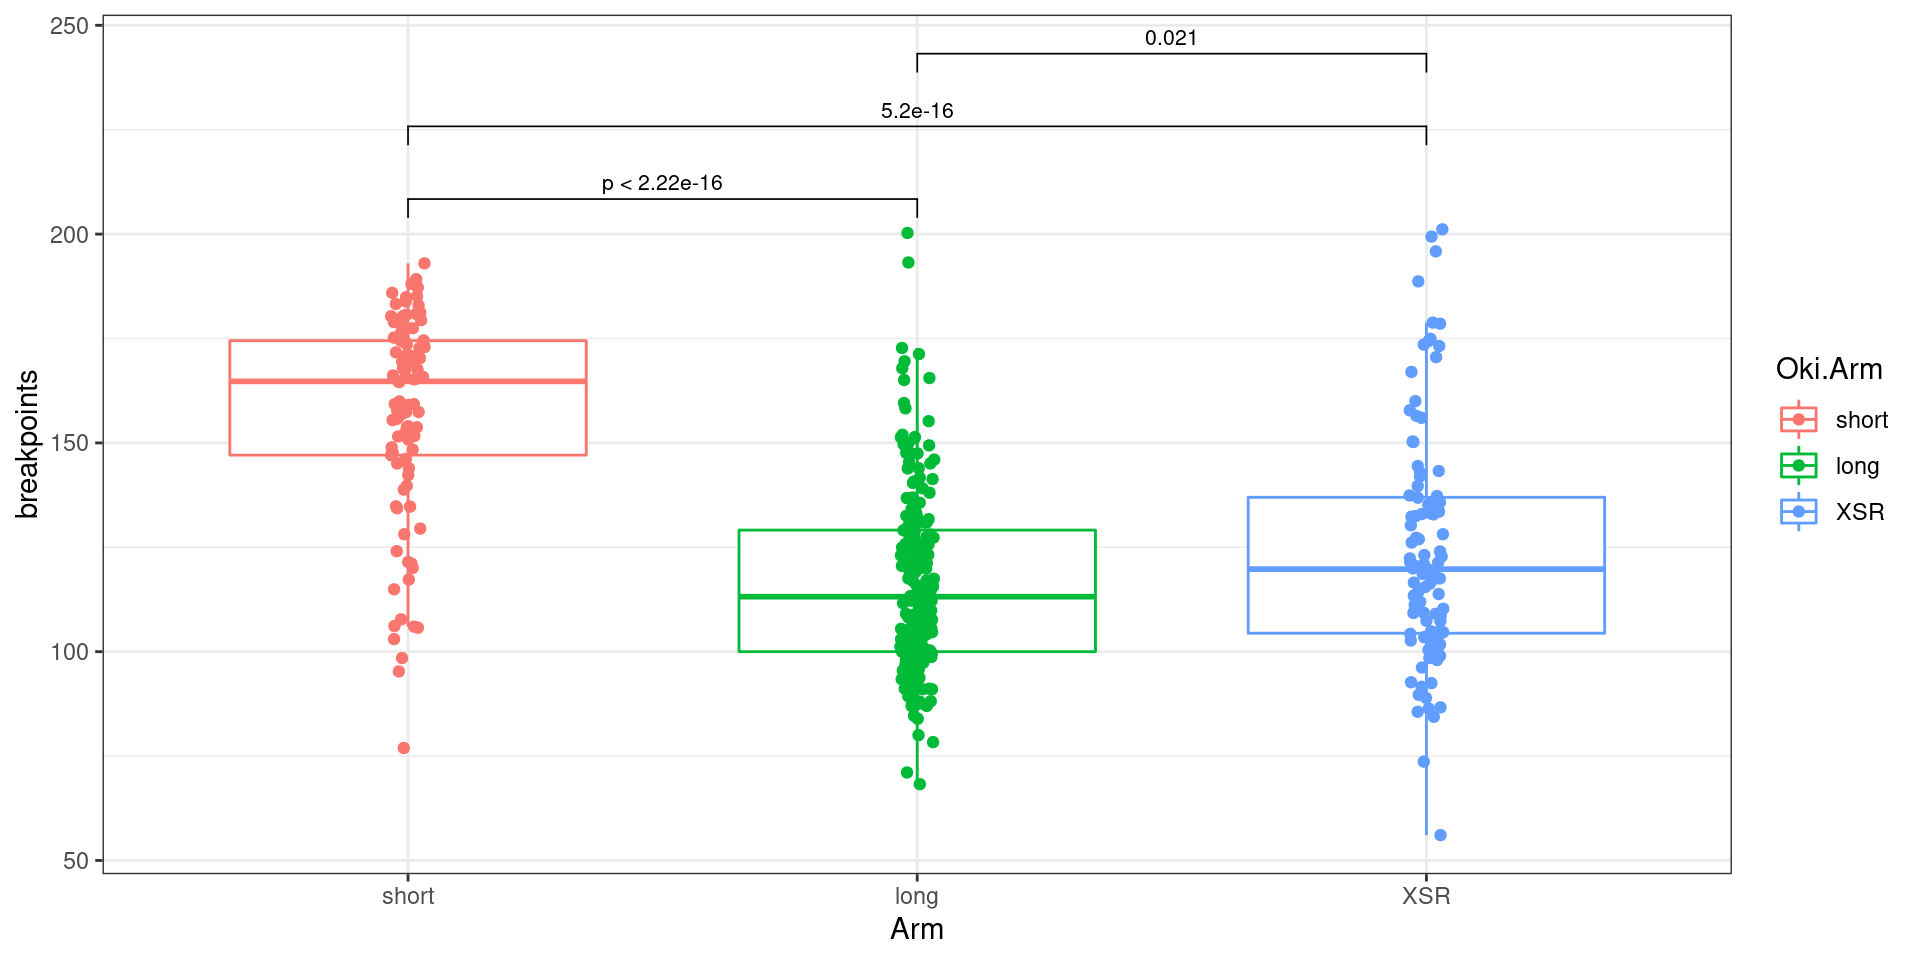 250
0.021
5.2e-16
p < 2.22e-16
200
150
100
50
breakpoints
short
long
XSR
Arm
Oki.Arm
short
long
XSR